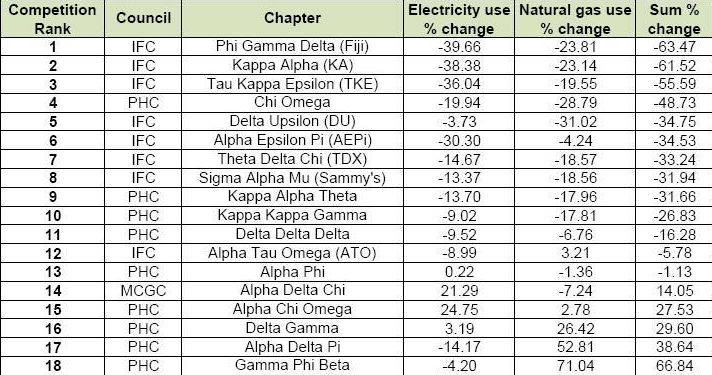 Competition Rank Council Chapter Electricity use % change Natural gas use % change Sum % change
1 IFC Phi Gamma Delta (Fiji) -39.66 -23.81 -63.47
2 IFC Kappa Alpha (KA) -38.38 -23.14 -61.52
3 IFC Tau Kappa Epsilon (TKE) -36.04 -19.55 -55.59
4 PHC Chi Omega -19.94 -28.79 -48.73
5 IFC Delta Upsilon (DU) -3.73 -31.02 -34.75
6 IFC Alpha Epsilon Pi (AEPi) -30.30 -4.24 -34.53
7 IFC Theta Delta Chi (TDX) -14.67 -18.57 -33.24
8 IFC Sigma Alpha Mu (Sammy's) -13.37 -18.56 -31.94
9 PHC Kappa Alpha Theta -13.70 -17.96 -31.66
10 PHC Kappa Kappa Gamma -9.02 -17.81 -26.83
11 PHC Delta Delta Delta -9.52 -6.76 -16.28
12 IFC Alpha Tau Omega (ATO) -8.99 3.21 -5.78
13 PHC Alpha Phi 0.22 -1.36 -1.13
14 MCGC Alpha Delta Chi 21.29 -7.24 14.05
15 PHC Alpha Chi Omega 24.75 2.78 27.53
16 PHC Delta Gamma 3.19 26.42 29.60
17 PHC Alpha Delta Pi -14.17 52.81 38.64
18 PHC Gamma Phi Beta -4.20 71.04 66.84